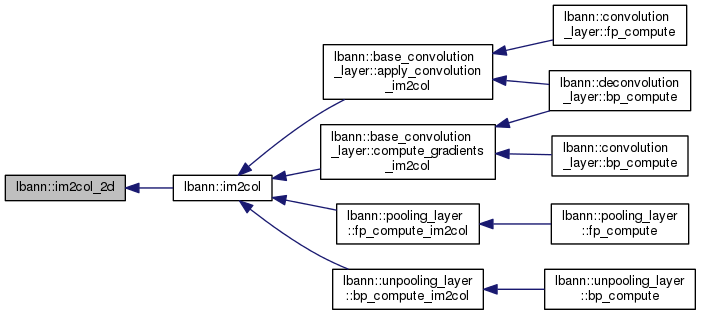 lbann::im2col_2d
lbann::im2col
lbann::base_convolution
_layer::apply_convolution
_im2col
lbann::base_convolution
_layer::compute_gradients
_im2col
lbann::pooling_layer
::fp_compute_im2col
lbann::unpooling_layer
::bp_compute_im2col
lbann::convolution
_layer::fp_compute
lbann::deconvolution
_layer::bp_compute
lbann::convolution
_layer::bp_compute
lbann::pooling_layer
::fp_compute
lbann::unpooling_layer
::bp_compute